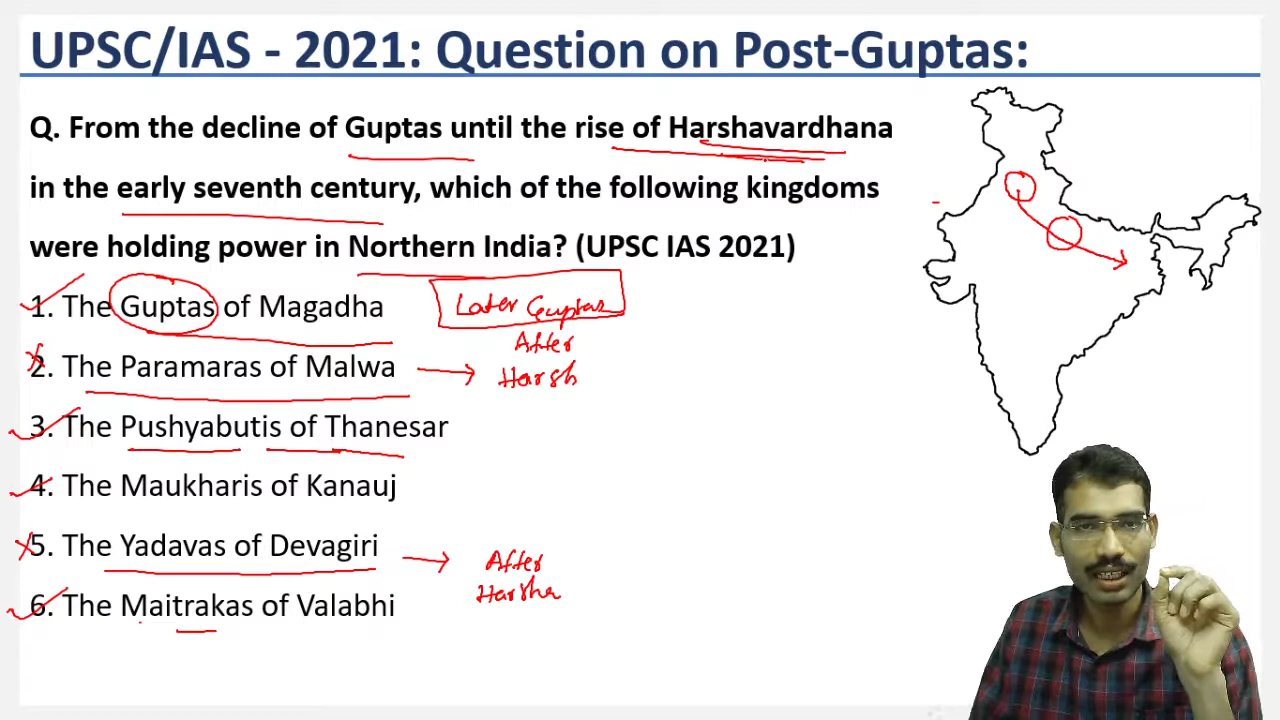 UPSC/IAS - 2021: Question on Post-Guptas:
Q. From the decline of Guptas until the rise of Harshavardhana
in the early seventh century, which of the following kingdoms
were holding power in Northern India? (UPSC IAS 2021)
1. The Guptas of Magadha
Later Guptas
After
2. The Paramaras of Malwa
Harsh
3. The Pushyabutis of Thanesar
4. The Maukharis of Kanauj
5. The Yadavas of Devagiri
After
Harsha
6. The Maitrakas of Valabhi